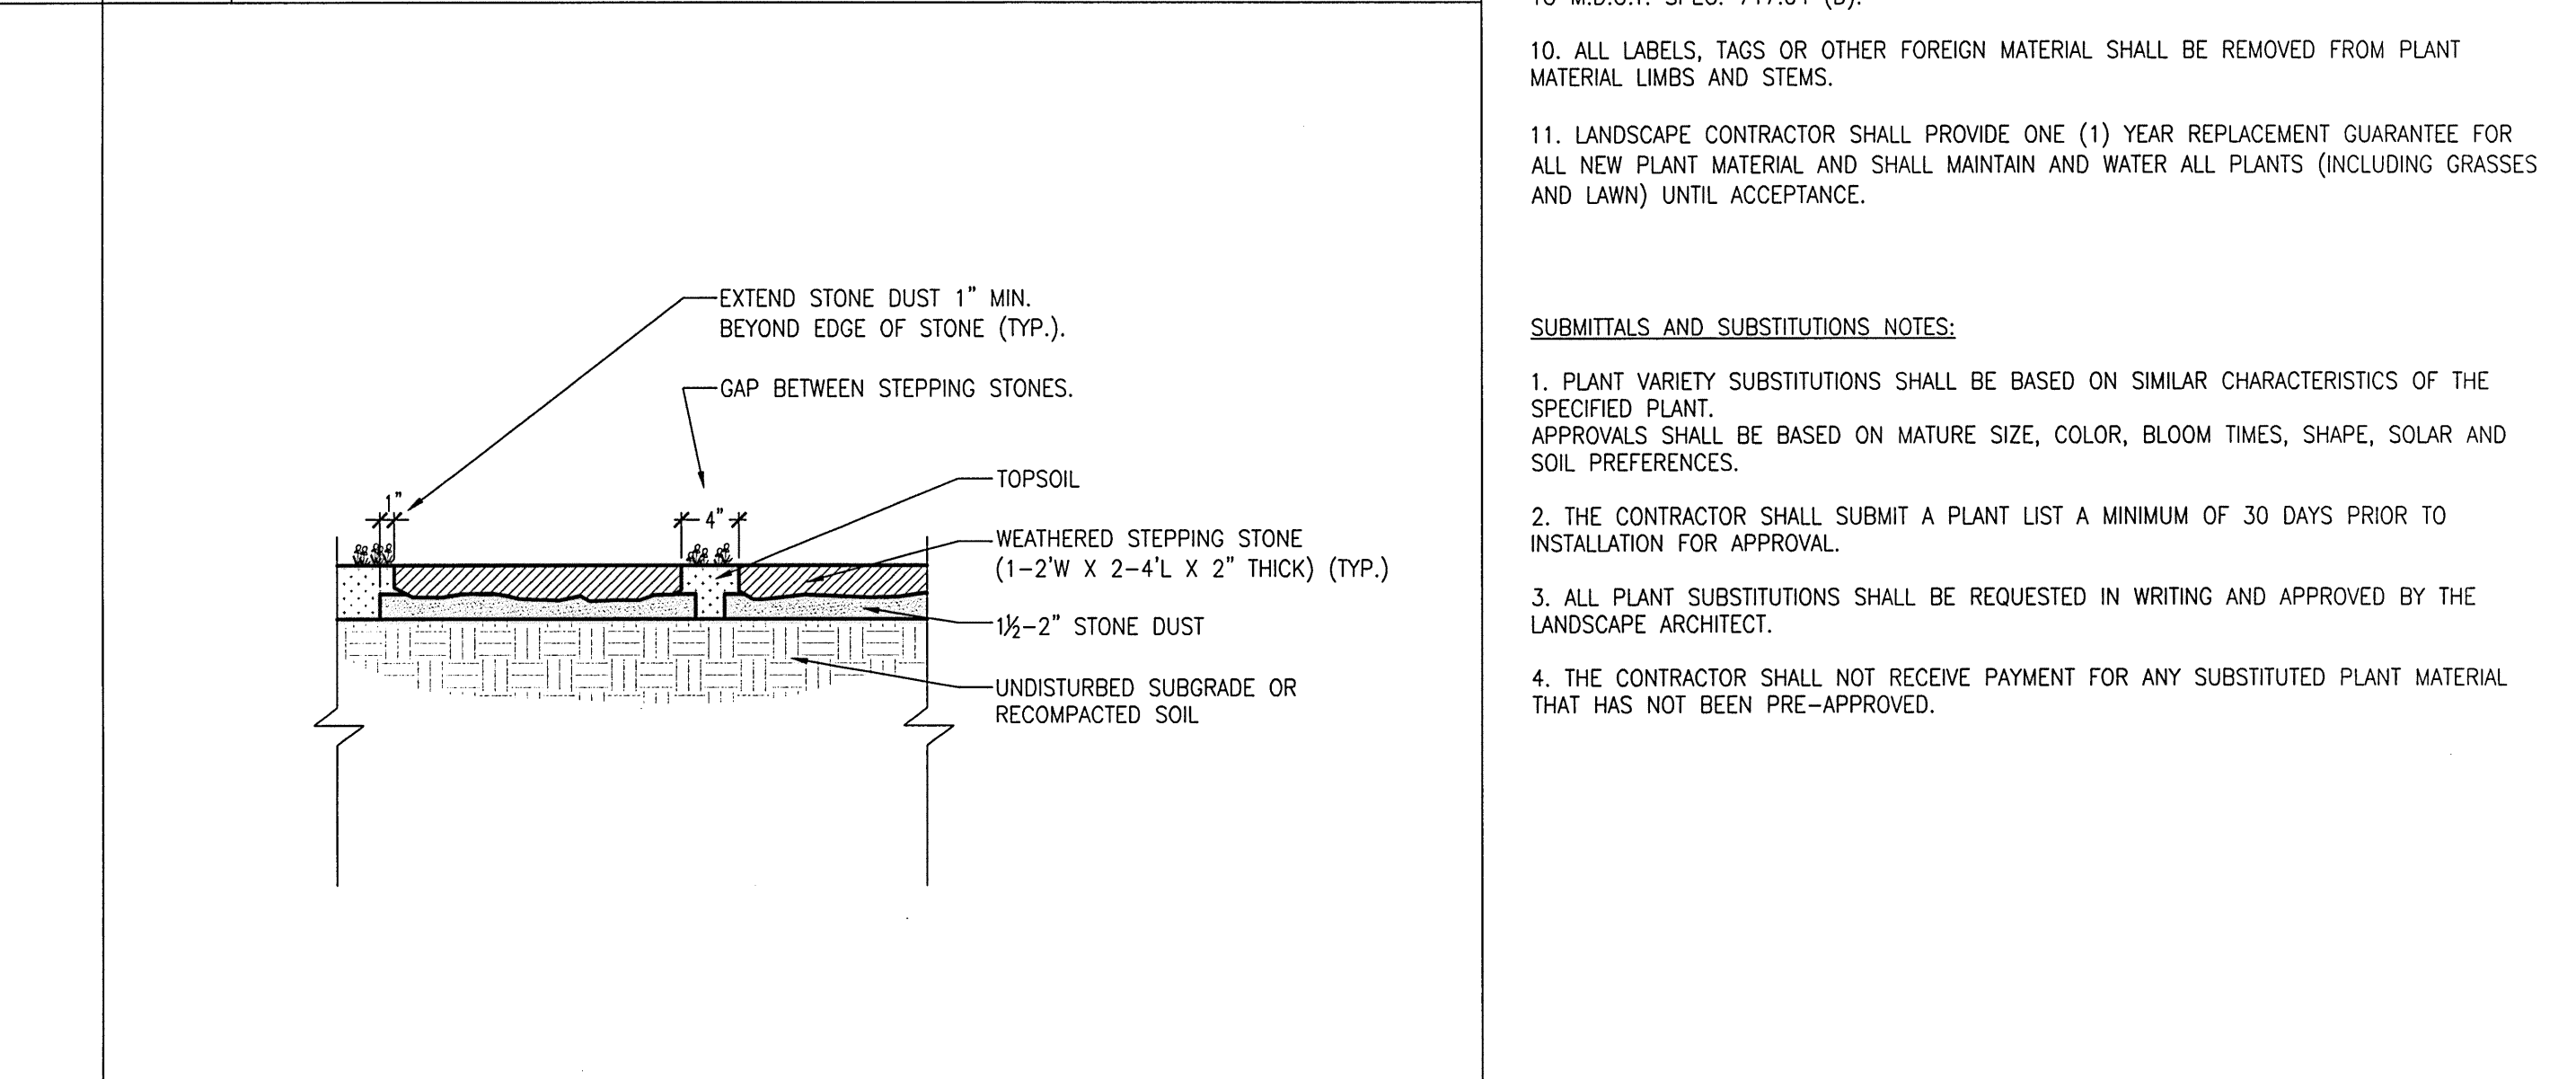 EXTEND STONE DUST 1" MIN.
BEYOND EDGE OF STONE (TYP.).
GAP BETWEEN STEPPING STONES.
TOPSOIL
1"
4"
WEATHERED STEPPING STONE
(1-2'W X 2-4'L X 2" THICK) (TYP.)
1½-2" STONE DUST
UNDISTURBED SUBGRADE OR
RECOMPACTED SOIL
M.D.O.T. SPEC.
10. ALL LABELS, TAGS OR OTHER FOREIGN MATERIAL SHALL BE REMOVED FROM PLANT
MATERIAL LIMBS AND STEMS.
11. LANDSCAPE CONTRACTOR SHALL PROVIDE ONE (1) YEAR REPLACEMENT GUARANTEE FOR
ALL NEW PLANT MATERIAL AND SHALL MAINTAIN AND WATER ALL PLANTS (INCLUDING GRASSES
AND LAWN) UNTIL ACCEPTANCE.
SUBMITTALS AND SUBSTITUTIONS NOTES:
1. PLANT VARIETY SUBSTITUTIONS SHALL BE BASED ON SIMILAR CHARACTERISTICS OF THE
SPECIFIED PLANT.
APPROVALS SHALL BE BASED ON MATURE SIZE, COLOR, BLOOM TIMES, SHAPE, SOLAR AND
SOIL PREFERENCES.
2. THE CONTRACTOR SHALL SUBMIT A PLANT LIST A MINIMUM OF 30 DAYS PRIOR TO
INSTALLATION FOR APPROVAL.
3. ALL PLANT SUBSTITUTIONS SHALL BE REQUESTED IN WRITING AND APPROVED BY THE
LANDSCAPE ARCHITECT.
4. THE CONTRACTOR SHALL NOT RECEIVE PAYMENT FOR ANY SUBSTITUTED PLANT MATERIAL
THAT HAS NOT BEEN PRE-APPROVED.